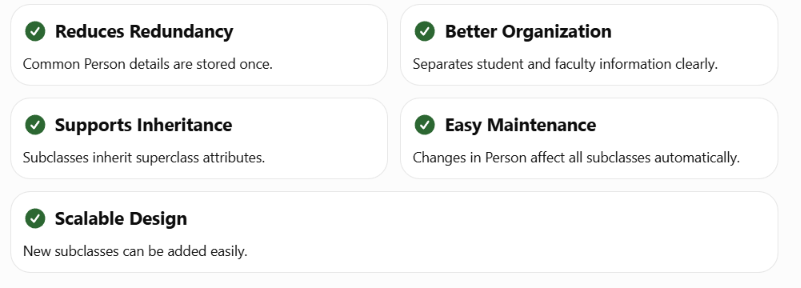 Reduces Redundancy
Common Person details are stored once.
Better Organization
Separates student and faculty information clearly.
Supports Inheritance
Subclasses inherit superclass attributes.
Easy Maintenance
Changes in Person affect all subclasses automatically.
Scalable Design
New subclasses can be added easily.